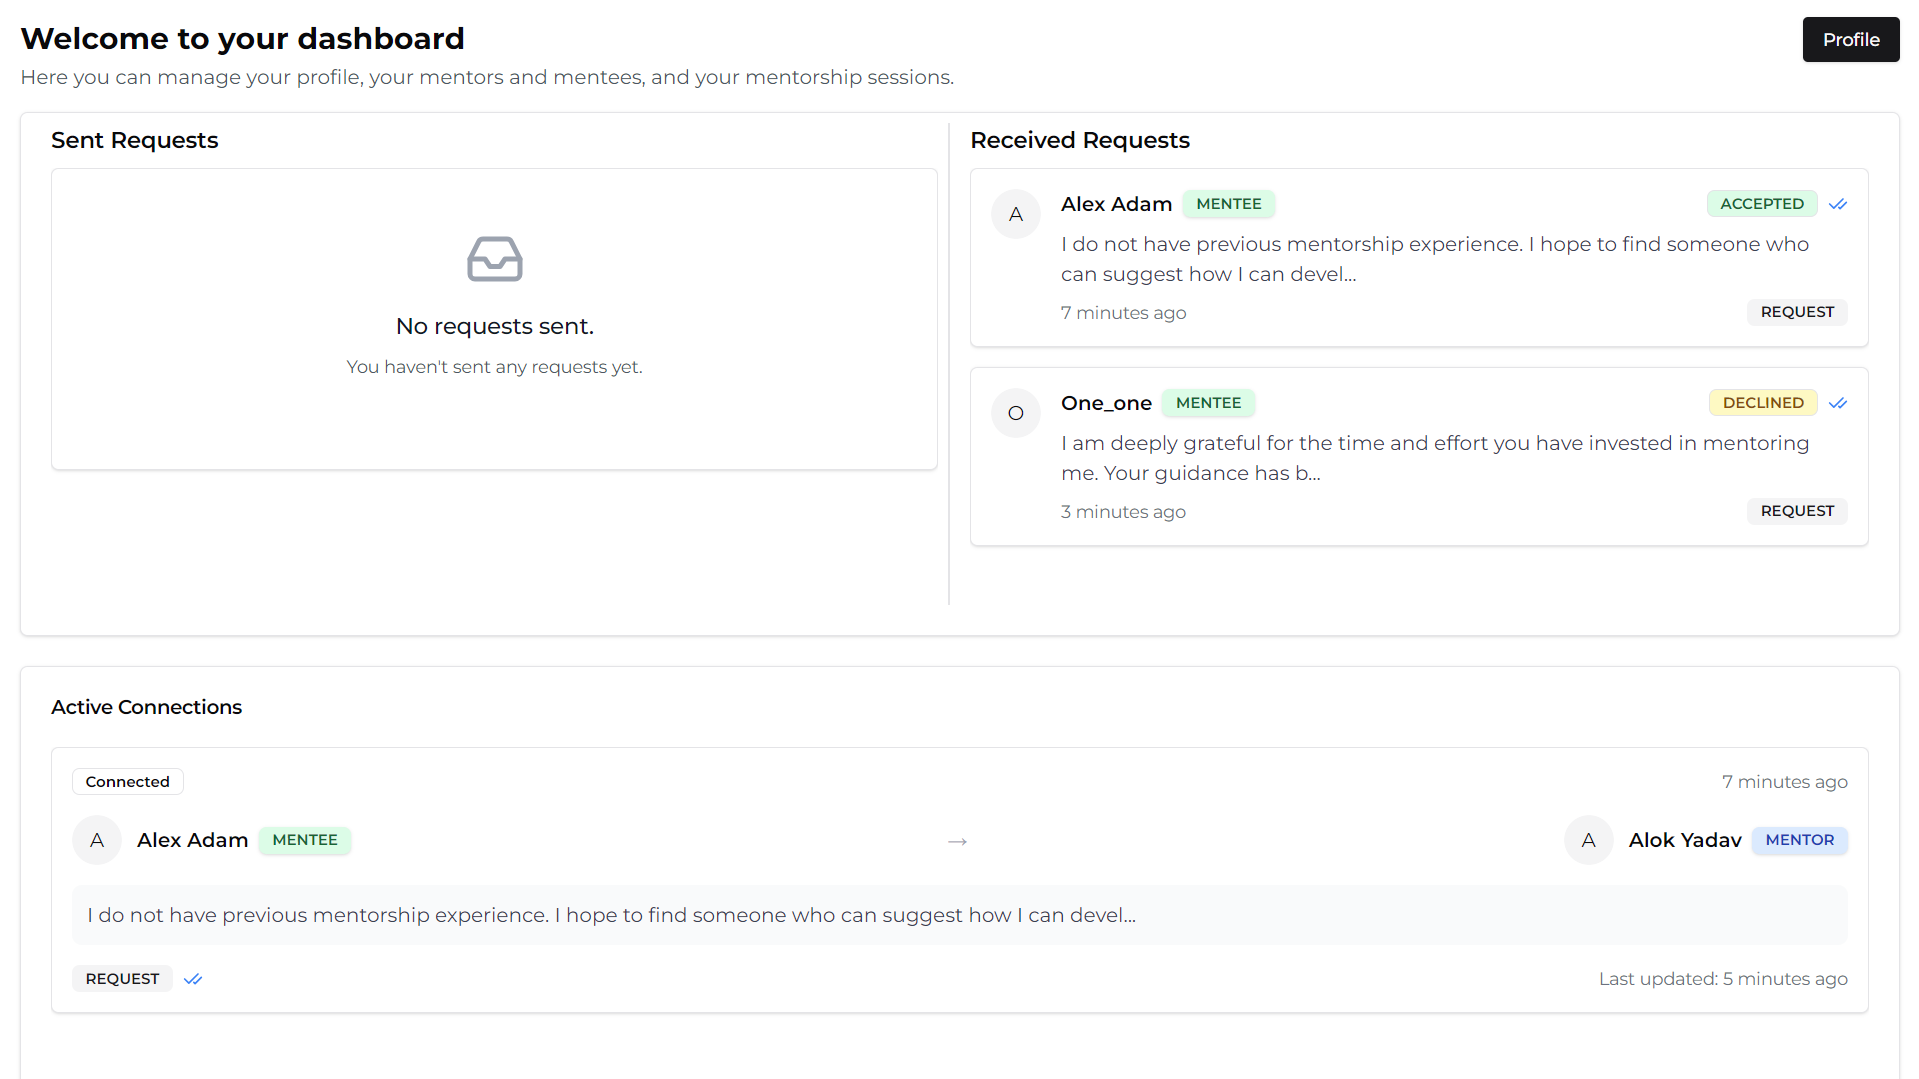 Welcome to your dashboard
Here you can manage your profile, your mentors and mentees, and your mentorship sessions.
Profile
Sent Requests
No requests sent.
You haven't sent any requests yet.
Received Requests
A
Alex Adam MENTEE ACCEPTED
I do not have previous mentorship experience. I hope to find someone who
can suggest how I can devel...
7 minutes ago REQUEST
O
One_one MENTEE DECLINED
I am deeply grateful for the time and effort you have invested in mentoring
me. Your guidance has b...
3 minutes ago REQUEST
Active Connections
Connected 7 minutes ago
A Alex Adam MENTEE → A Alok Yadav MENTOR
I do not have previous mentorship experience. I hope to find someone who can suggest how I can devel...
REQUEST Last updated: 5 minutes ago